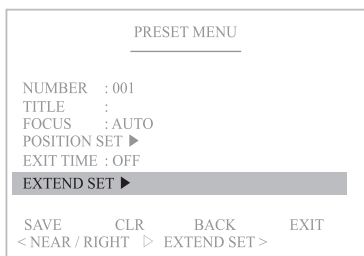 PRESET MENU
NUMBER : 001
TITLE :
FOCUS : AUTO
POSITION SET ▶
EXIT TIME : OFF
EXTEND SET ▶
SAVE CLR BACK EXIT
< NEAR / RIGHT ▷ EXTEND SET >